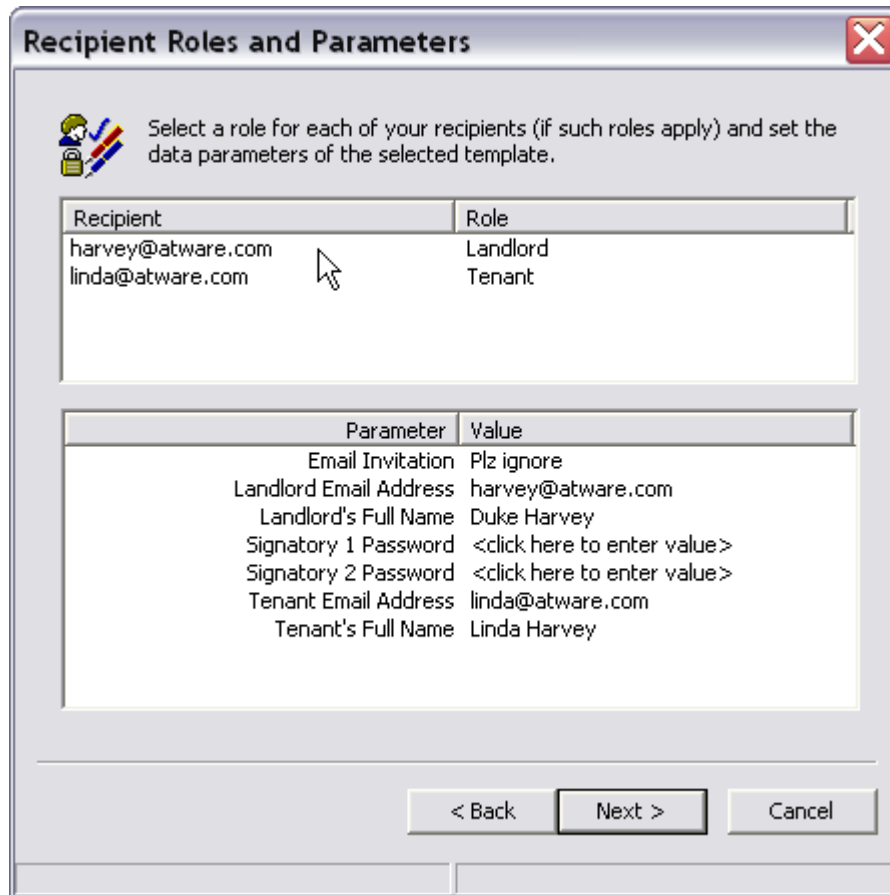 Recipient Roles and Parameters
Select a role for each of your recipients (if such roles apply) and set the
data parameters of the selected template.
Recipient Role
harvey@atware.com Landlord
linda@atware.com Tenant
Parameter Value
Email Invitation Plz ignore
Landlord Email Address harvey@atware.com
Landlord's Full Name Duke Harvey
Signatory 1 Password <click here to enter value>
Signatory 2 Password <click here to enter value>
Tenant Email Address linda@atware.com
Tenant's Full Name Linda Harvey
< Back Next > Cancel